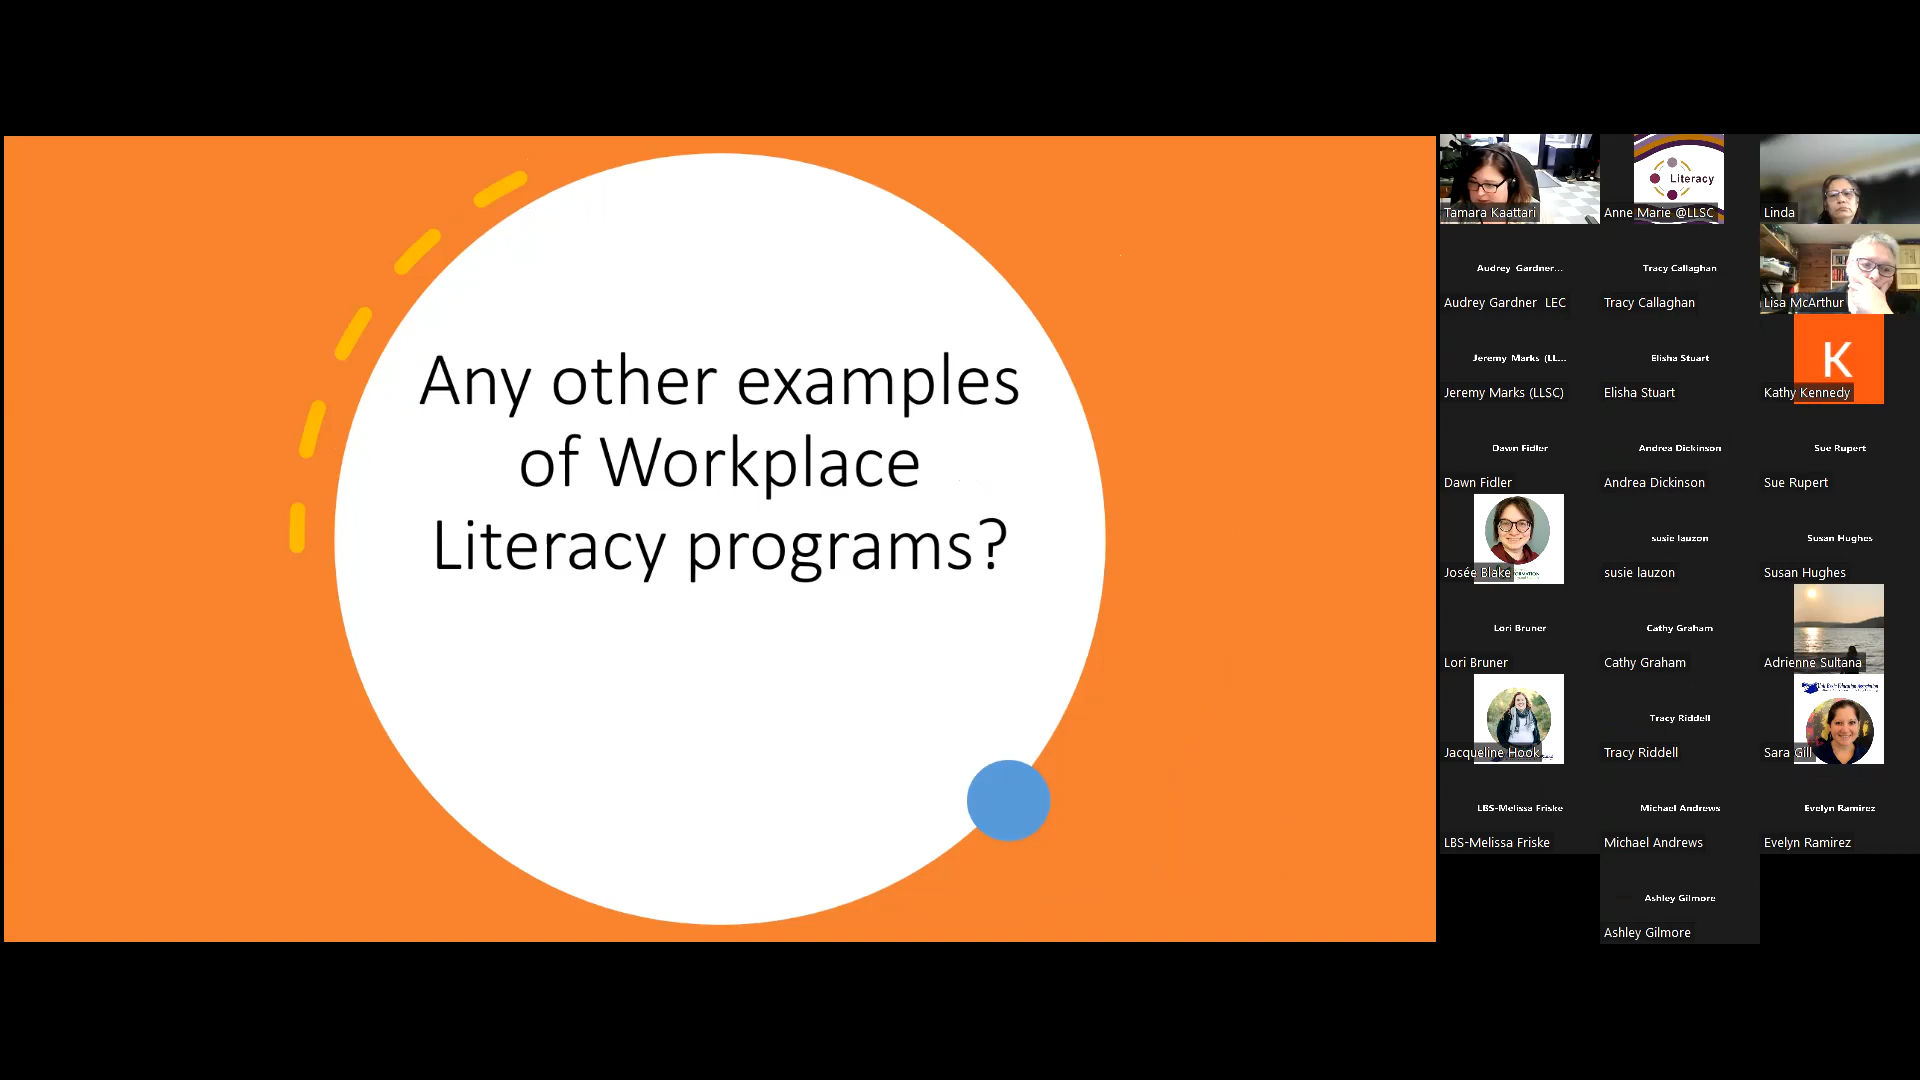 Any other examples
of Workplace
Literacy programs?
Tamara Kaattari
Literacy
Anne Marie @LLSC
Linda
Audrey Gardner...
Audrey Gardner LEC
Tracy Callaghan
Tracy Callaghan
Lisa McArthur
Jeremy Marks (LL...
Jeremy Marks (LLSC)
Elisha Stuart
Elisha Stuart
K
Kathy Kennedy
Dawn Fidler
Dawn Fidler
Andrea Dickinson
Andrea Dickinson
Sue Rupert
Sue Rupert
Josée Blake
susie lauzon
susie lauzon
Susan Hughes
Susan Hughes
Lori Bruner
Lori Bruner
Cathy Graham
Cathy Graham
Adrienne Sultana
Jacqueline Hook
Tracy Riddell
Tracy Riddell
Sara Gill
LBS-Melissa Friske
LBS-Melissa Friske
Michael Andrews
Michael Andrews
Evelyn Ramirez
Evelyn Ramirez
Ashley Gilmore
Ashley Gilmore